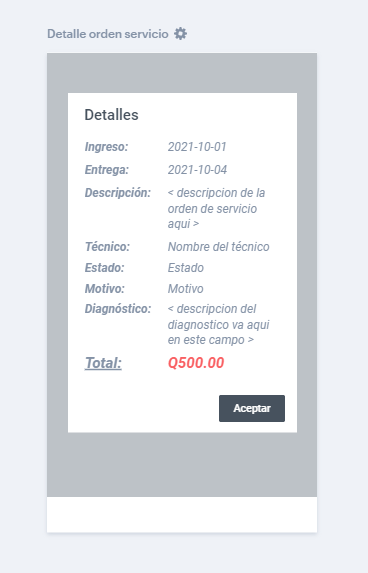 Detalle orden servicio
Detalles
Ingreso: 2021-10-01
Entrega: 2021-10-04
Descripción: < descripcion de la
orden de servicio
aqui >
Técnico: Nombre del técnico
Estado: Estado
Motivo: Motivo
Diagnóstico: < descripcion del
diagnostico va aqui
en este campo >
Total: Q500.00
Aceptar